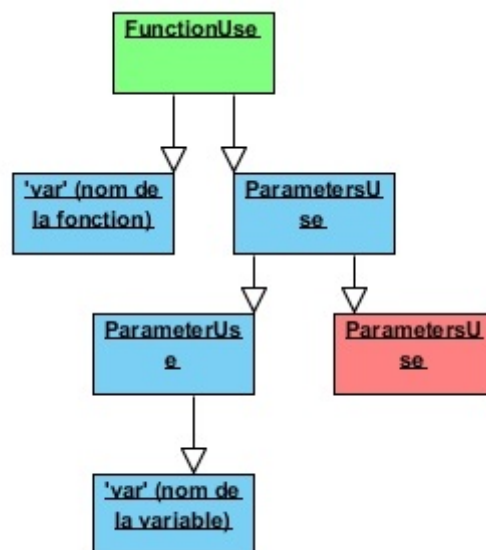 FunctionUse
'var' (nom de
la fonction)
ParametersU
se
ParameterUs
e
ParametersU
se
'var' (nom de
la variable)